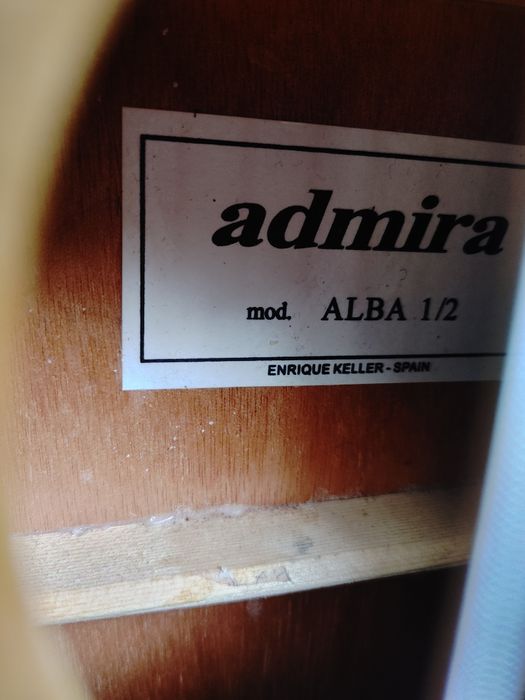 admira
mod. ALBA 1/2
ENRIQUE KELLER - SPAIN